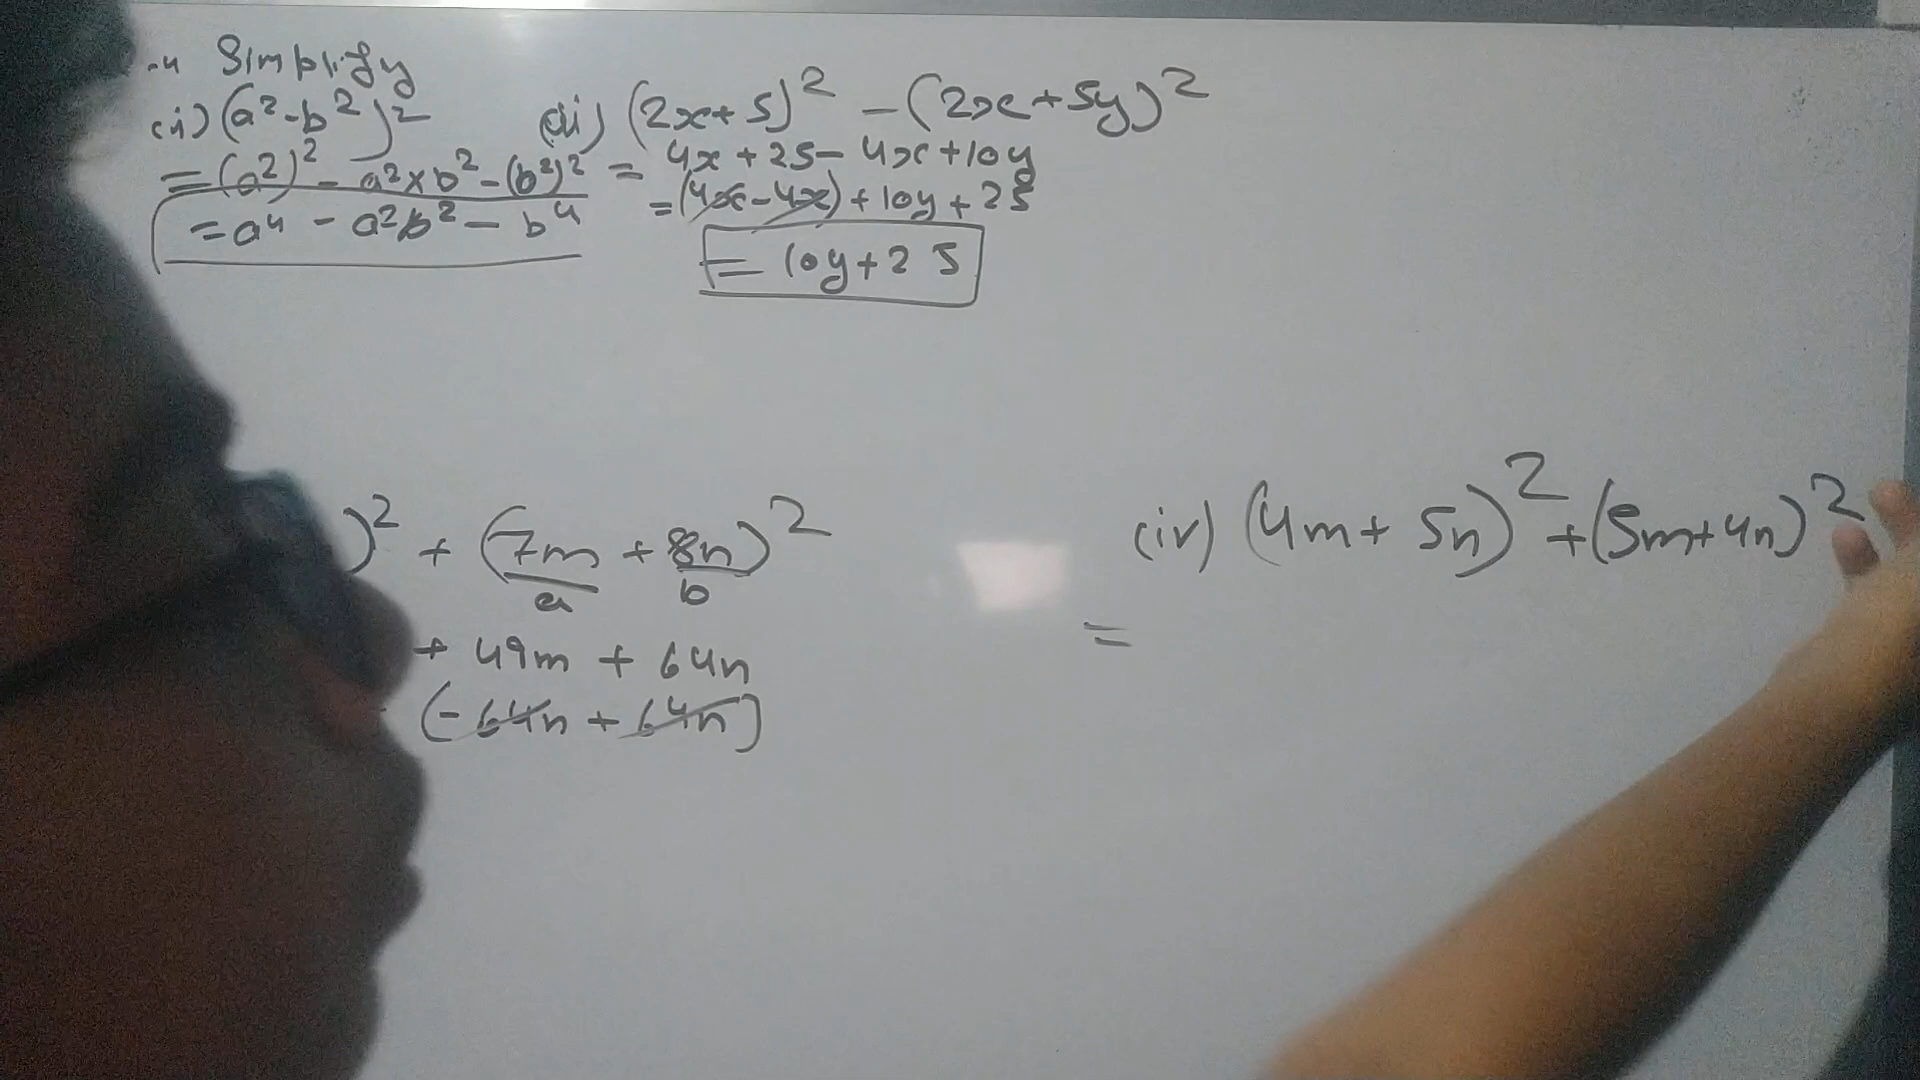 Simplify
(i) (a² - b²)²
= (a²)² - a² × b² - (b²)²
= a⁴ - a²b² - b⁴
(ii) (2x + 5)² - (2x + 5y)²
= 4x + 25 - 4x + 10y
= (4x - 4x) + 10y + 25
= 10y + 25
)² + (7m + 8n)²
a b
+ 49m + 64n
(-64n + 64n)
(iv) (4m + 5n)² + (5m + 4n)²
=